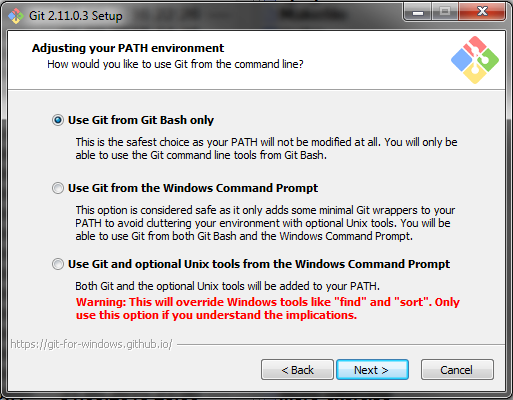 Git 2.11.0.3 Setup
Adjusting your PATH environment
How would you like to use Git from the command line?
Use Git from Git Bash only
This is the safest choice as your PATH will not be modified at all. You will only be
able to use the Git command line tools from Git Bash.
Use Git from the Windows Command Prompt
This option is considered safe as it only adds some minimal Git wrappers to your
PATH to avoid cluttering your environment with optional Unix tools. You will be
able to use Git from both Git Bash and the Windows Command Prompt.
Use Git and optional Unix tools from the Windows Command Prompt
Both Git and the optional Unix tools will be added to your PATH.
Warning: This will override Windows tools like "find" and "sort". Only
use this option if you understand the implications.
https://git-for-windows.github.io/
< Back
Next >
Cancel